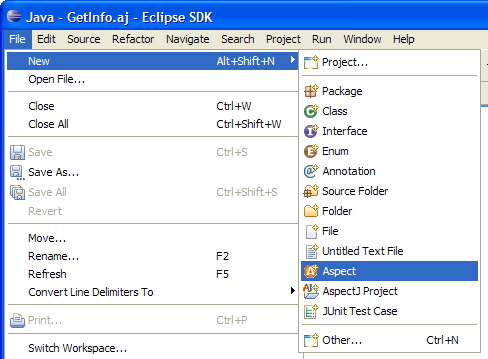 Java - GetInfo.aj - Eclipse SDK
File Edit Source Refactor Navigate Search Project Run Window Help
New Alt+Shift+N
Open File...
Close Ctrl+W
Close All Ctrl+Shift+W
Save Ctrl+S
Save As...
Save All Ctrl+Shift+S
Revert
Move...
Rename... F2
Refresh F5
Convert Line Delimiters To
Print... Ctrl+P
Switch Workspace...
Project...
Package
Class
Interface
Enum
Annotation
Source Folder
Folder
File
Untitled Text File
Aspect
AspectJ Project
JUnit Test Case
Other... Ctrl+N